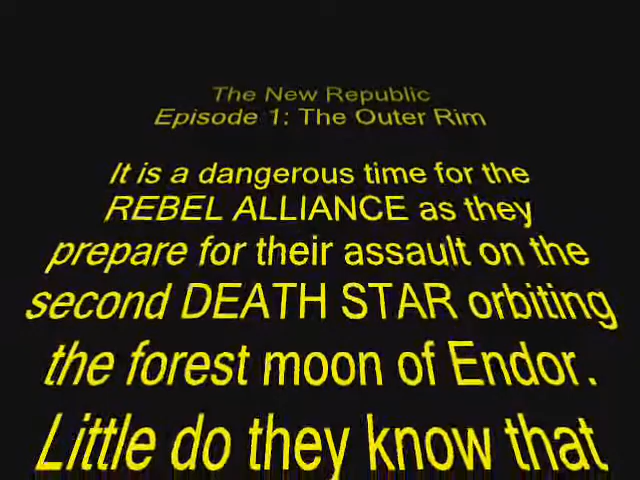 The New Republic
Episode 1: The Outer Rim
It is a dangerous time for the
REBEL ALLIANCE as they
prepare for their assault on the
second DEATH STAR orbiting
the forest moon of Endor.
Little do they know that